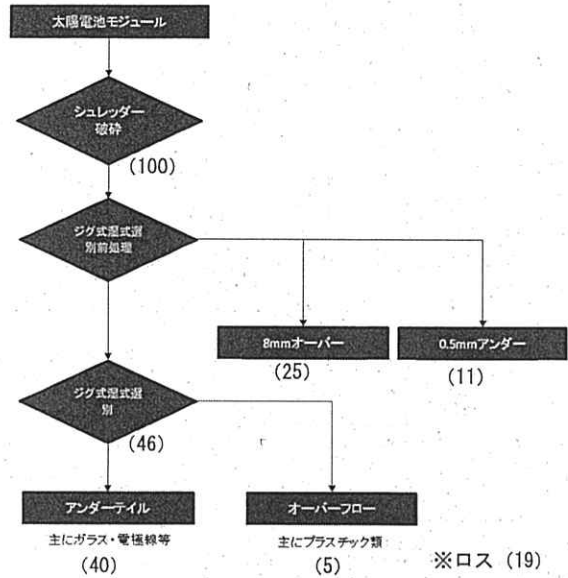 太陽電池モジュール
シュレッダー
破砕
(100)
ジグ式湿式選
別前処理
8mmオーバー
(25)
0.5mmアンダー
(11)
ジグ式湿式選
別
(46)
アンダーテイル
主にガラス・電極線等
(40)
オーバーフロー
主にプラスチック類
(5)
※ロス (19)